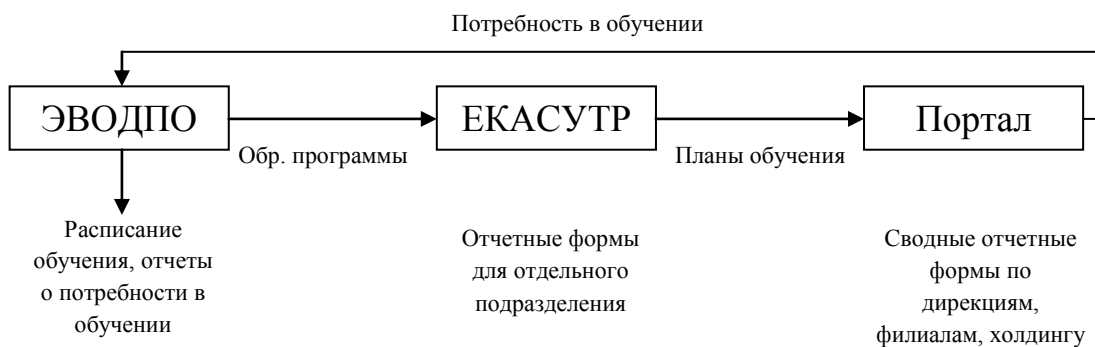 Потребность в обучении
ЭВОДПО
ЕКАСУТР
Портал
Обр. программы
Планы обучения
Расписание
обучения, отчеты
о потребности в
обучении
Отчетные формы
для отдельного
подразделения
Сводные отчетные
формы по
дирекциям,
филиалам, холдингу